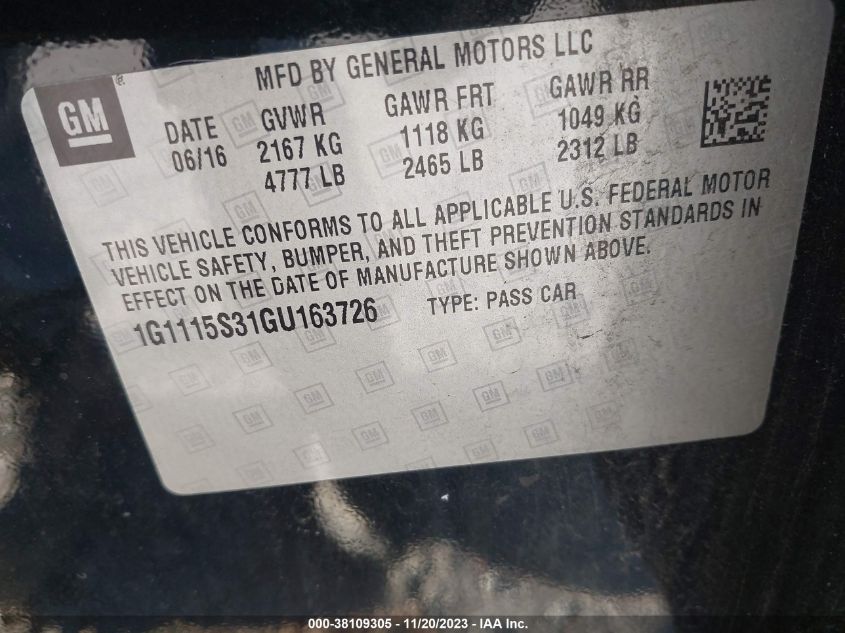 MFD BY GENERAL MOTORS LLC
GM
DATE
06/16
GVWR
2167 KG
4777 LB
GAWR FRT
1118 KG
2465 LB
GAWR RR
1049 KG
2312 LB
THIS VEHICLE CONFORMS TO ALL APPLICABLE U.S. FEDERAL MOTOR
VEHICLE SAFETY, BUMPER, AND THEFT PREVENTION STANDARDS IN
EFFECT ON THE DATE OF MANUFACTURE SHOWN ABOVE.
1G1115S31GU163726
TYPE: PASS CAR
000-38109305 - 11/20/2023 - IAA Inc.